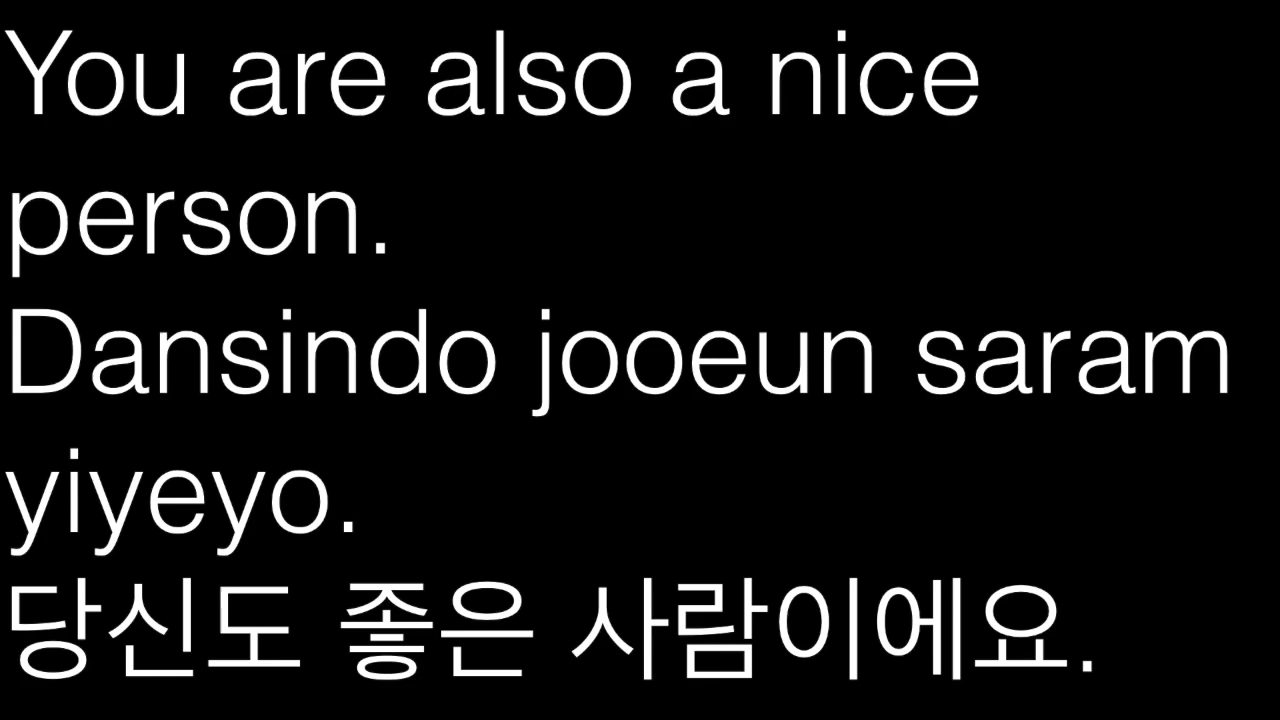 You are also a nice
person.
Dansindo jooeun saram
yiyeyo.
당신도 좋은 사람이에요.